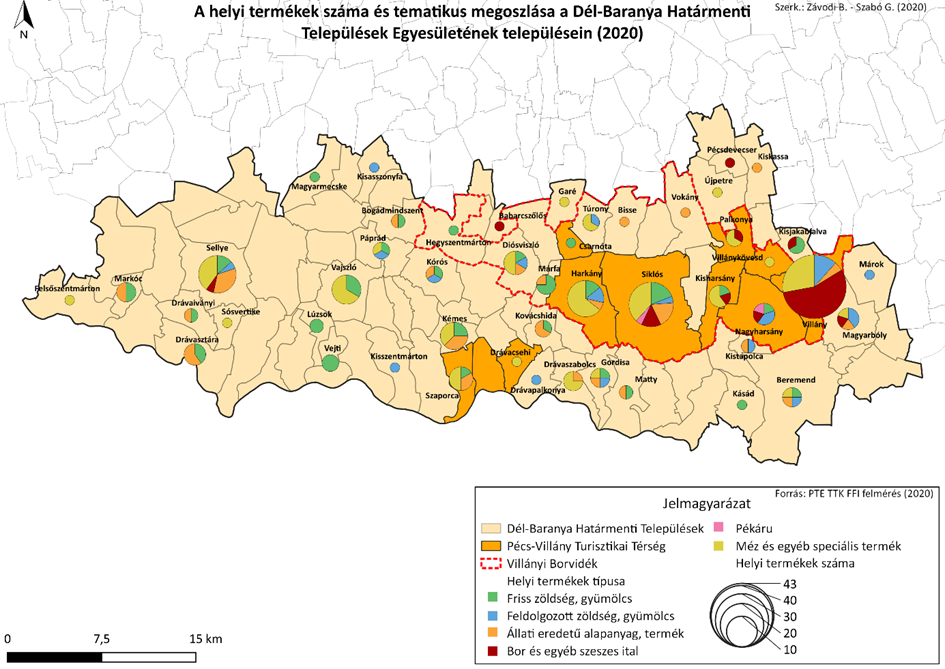 A helyi termékek száma és tematikus megoszlása a Dél-Baranya Határmenti
Települések Egyesületének településein (2020)
Szerk.: Závodi B. - Szabó G. (2020)
N
Pécsdevecser
Kiskassa
Kisasszonyfa
Magyarmecske
Újpetre
Garé
Vokány
Bogádmindszent
Túrony
Bisse
Babarcszőlős
Palkonya
Kisjakabfalva
Hegyszentmárton
Csarnóta
Páprád
Diósviszló
Sellye
Villánykövesd
Kórós
Márok
Vajszló
Márfa
Harkány
Siklós
Markóc
Kisharsány
Felsőszentmárton
Drávaiványi
Sósvertike
Lúzsok
Kémes
Kovácshida
Nagyharsány
Villány
Magyarbóly
Drávasztára
Vejti
Kisszentmárton
Drávacsehi
Kistapolca
Drávaszabolcs
Gordisa
Matty
Beremend
Szaporca
Drávapalkonya
Kásád
Jelmagyarázat
Forrás: PTE TTK FFI felmérés (2020)
Dél-Baranya Határmenti Települések
Pécs-Villány Turisztikai Térség
Villányi Borvidék
Helyi termékek típusa
Friss zöldség, gyümölcs
Feldolgozott zöldség, gyümölcs
Állati eredetű alapanyag, termék
Bor és egyéb szeszes ital
Pékáru
Méz és egyéb speciális termék
Helyi termékek száma
43
40
30
20
10
0 7,5 15 km